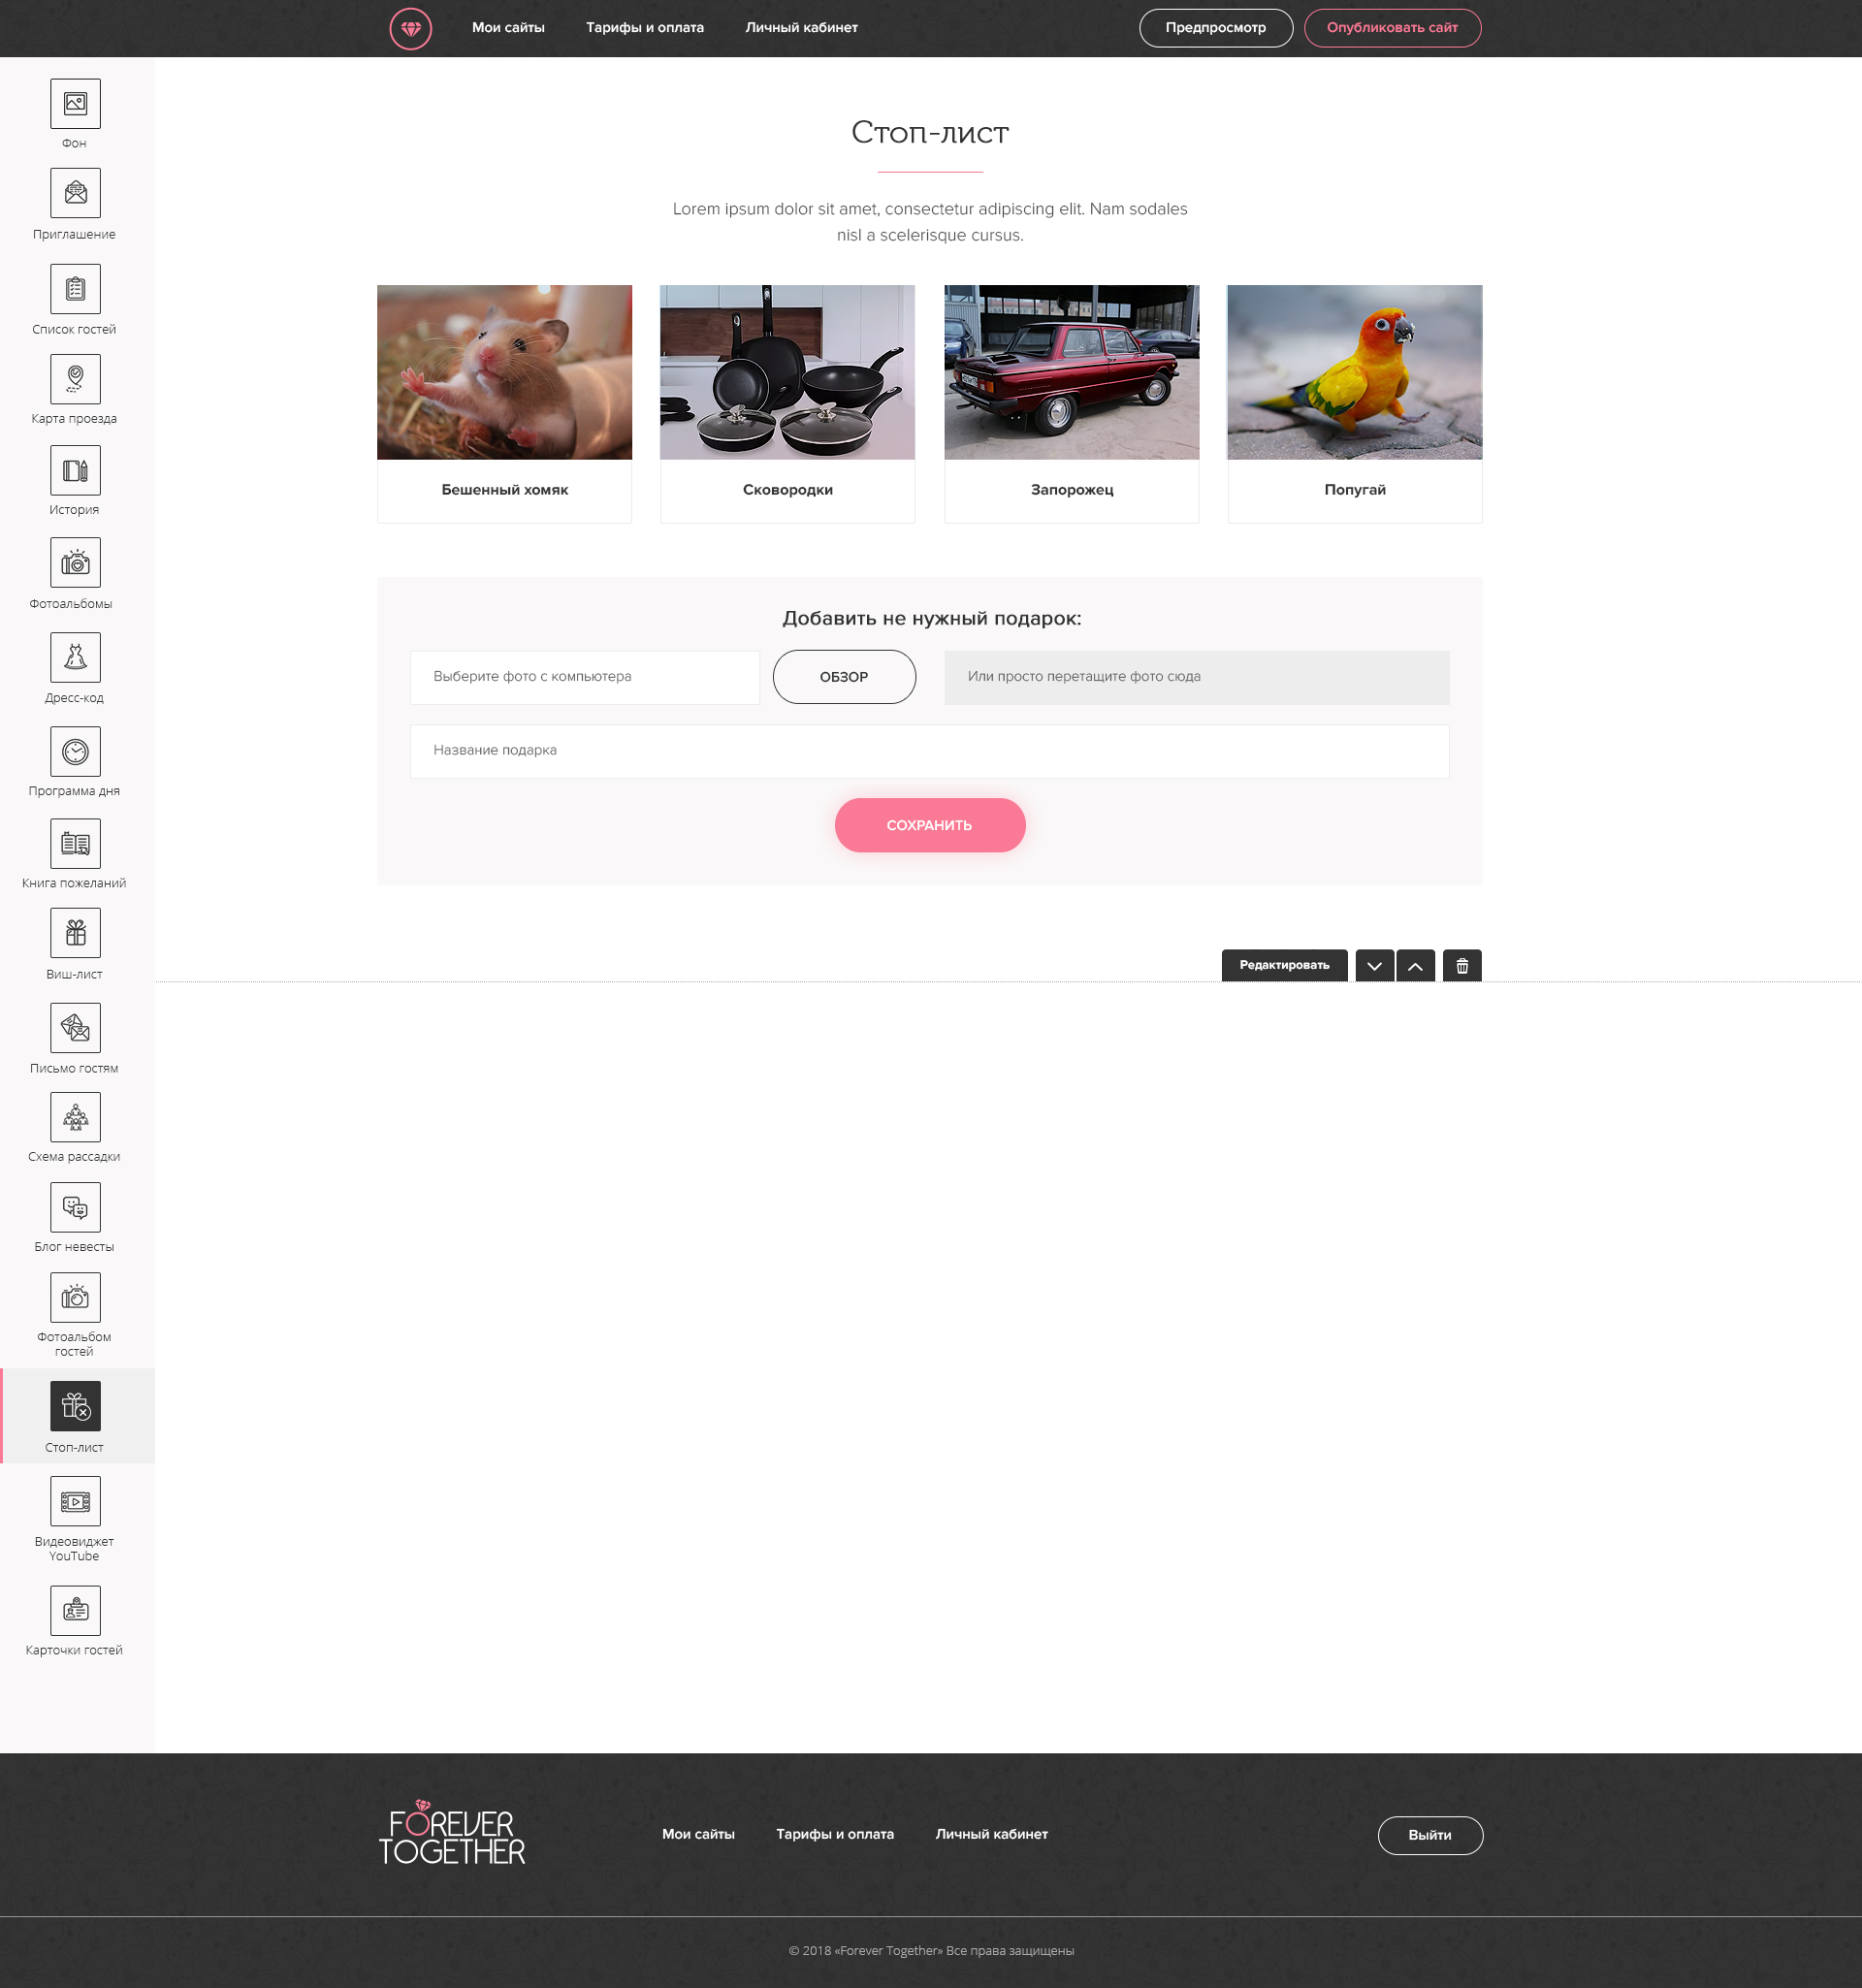 Мои сайты
Тарифы и оплата
Личный кабинет
Предпросмотр
Опубликовать сайт
Фон
Приглашение
Список гостей
Карта проезда
История
Фотоальбомы
Дресс-код
Программа дня
Книга пожеланий
Виш-лист
Письмо гостям
Схема рассадки
Блог невесты
Фотоальбом
гостей
Стоп-лист
Видеовиджет
YouTube
Карточки гостей
Стоп-лист
Lorem ipsum dolor sit amet, consectetur adipiscing elit. Nam sodales
nisl a scelerisque cursus.
Бешенный хомяк
Сковородки
Запорожец
Попугай
Добавить не нужный подарок:
Выберите фото с компьютера
ОБЗОР
Или просто перетащите фото сюда
Название подарка
СОХРАНИТЬ
Редактировать
FOREVER
TOGETHER
Мои сайты
Тарифы и оплата
Личный кабинет
Выйти
© 2018 «Forever Together» Все права защищены